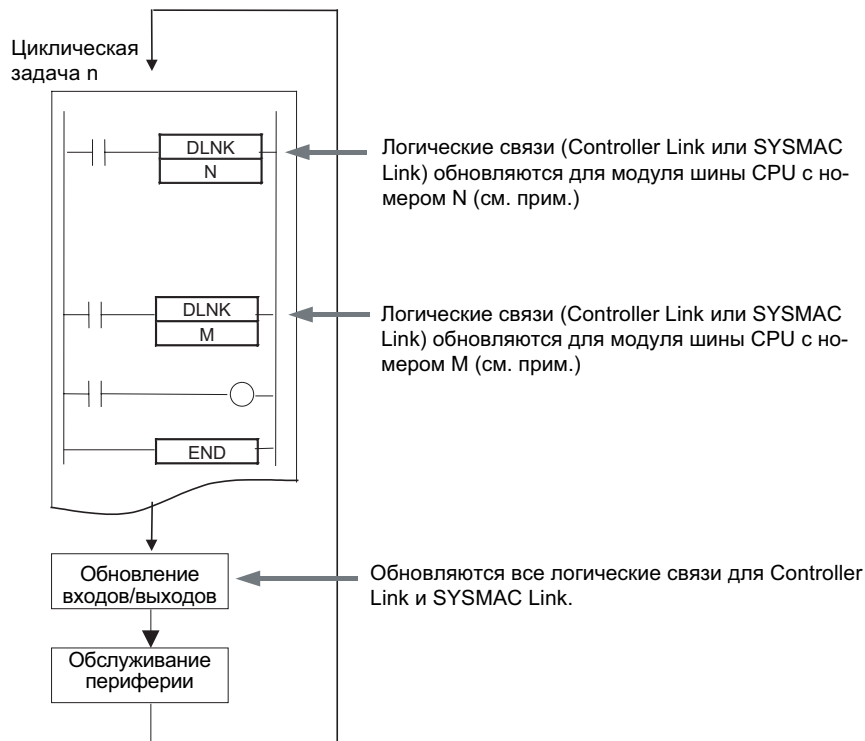 Циклическая
задача n
DLNK
N
Логические связи (Controller Link или SYSMAC
Link) обновляются для модуля шины CPU с но-
мером N (см. прим.)
DLNK
M
Логические связи (Controller Link или SYSMAC
Link) обновляются для модуля шины CPU с но-
мером M (см. прим.)
END
Обновление
входов/выходов
Обновляются все логические связи для Controller
Link и SYSMAC Link.
Обслуживание
периферии